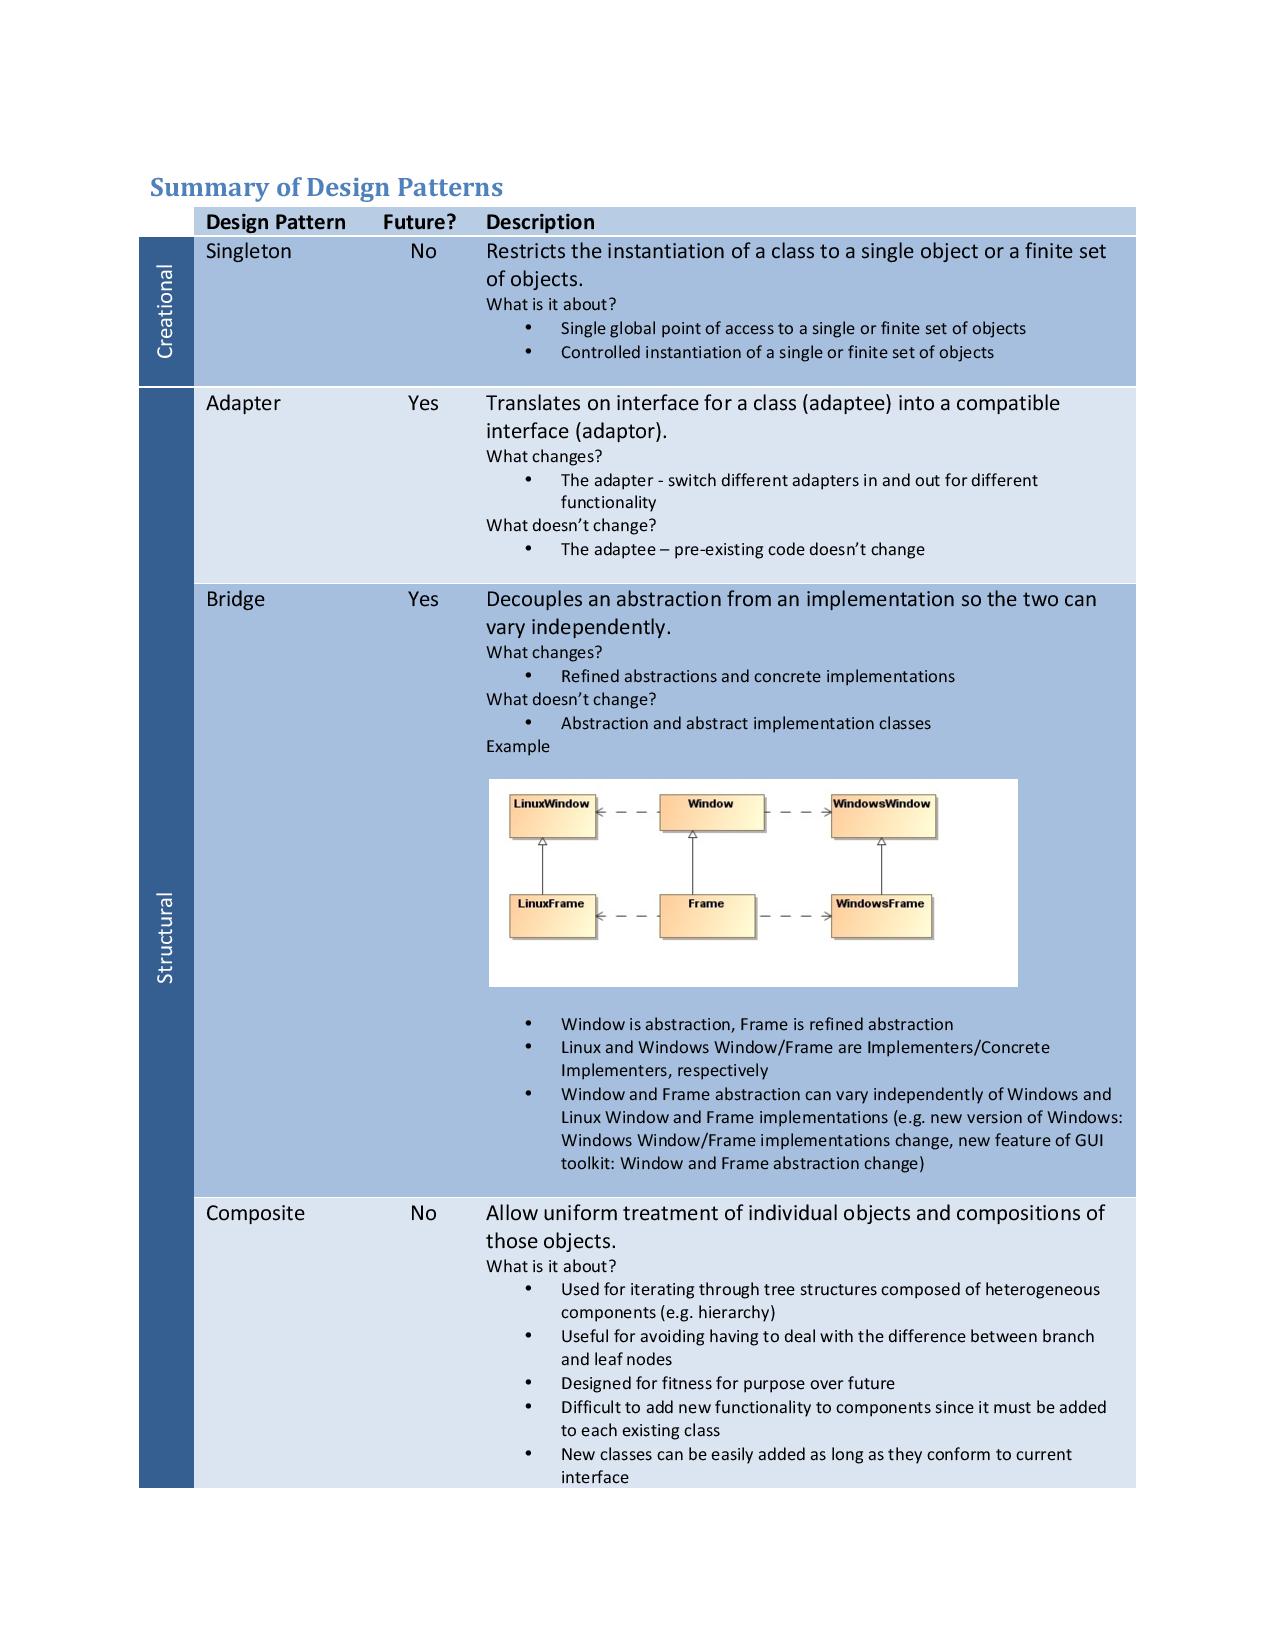 Summary of Design Patterns
Design Pattern Future? Description
Creational
Singleton No Restricts the instantiation of a class to a single object or a finite set
of objects.
What is it about?
• Single global point of access to a single or finite set of objects
• Controlled instantiation of a single or finite set of objects
Structural
Adapter Yes Translates on interface for a class (adaptee) into a compatible
interface (adaptor).
What changes?
• The adapter - switch different adapters in and out for different
functionality
What doesn’t change?
• The adaptee – pre-existing code doesn’t change
Bridge Yes Decouples an abstraction from an implementation so the two can
vary independently.
What changes?
• Refined abstractions and concrete implementations
What doesn’t change?
• Abstraction and abstract implementation classes
Example
LinuxWindow Window WindowsWindow
LinuxFrame Frame WindowsFrame
• Window is abstraction, Frame is refined abstraction
• Linux and Windows Window/Frame are Implementers/Concrete
Implementers, respectively
• Window and Frame abstraction can vary independently of Windows and
Linux Window and Frame implementations (e.g. new version of Windows:
Windows Window/Frame implementations change, new feature of GUI
toolkit: Window and Frame abstraction change)
Composite No Allow uniform treatment of individual objects and compositions of
those objects.
What is it about?
• Used for iterating through tree structures composed of heterogeneous
components (e.g. hierarchy)
• Useful for avoiding having to deal with the difference between branch
and leaf nodes
• Designed for fitness for purpose over future
• Difficult to add new functionality to components since it must be added
to each existing class
• New classes can be easily added as long as they conform to current
interface